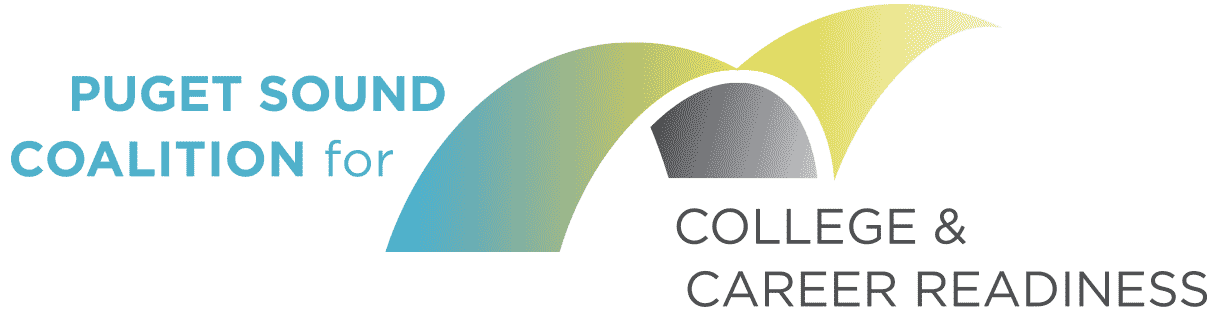 PUGET SOUND
COALITION for
COLLEGE &
CAREER READINESS